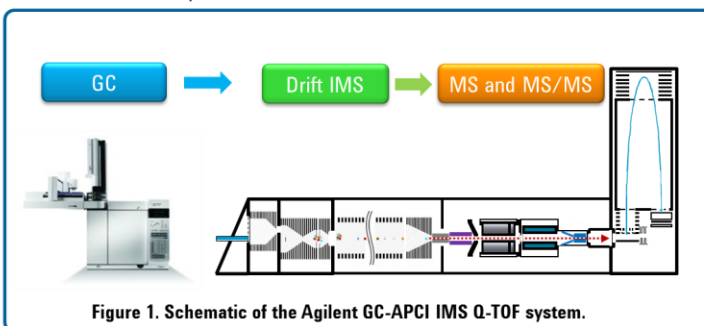 GC
Drift IMS
MS and MS/MS
Figure 1. Schematic of the Agilent GC-APCI IMS Q-TOF system.